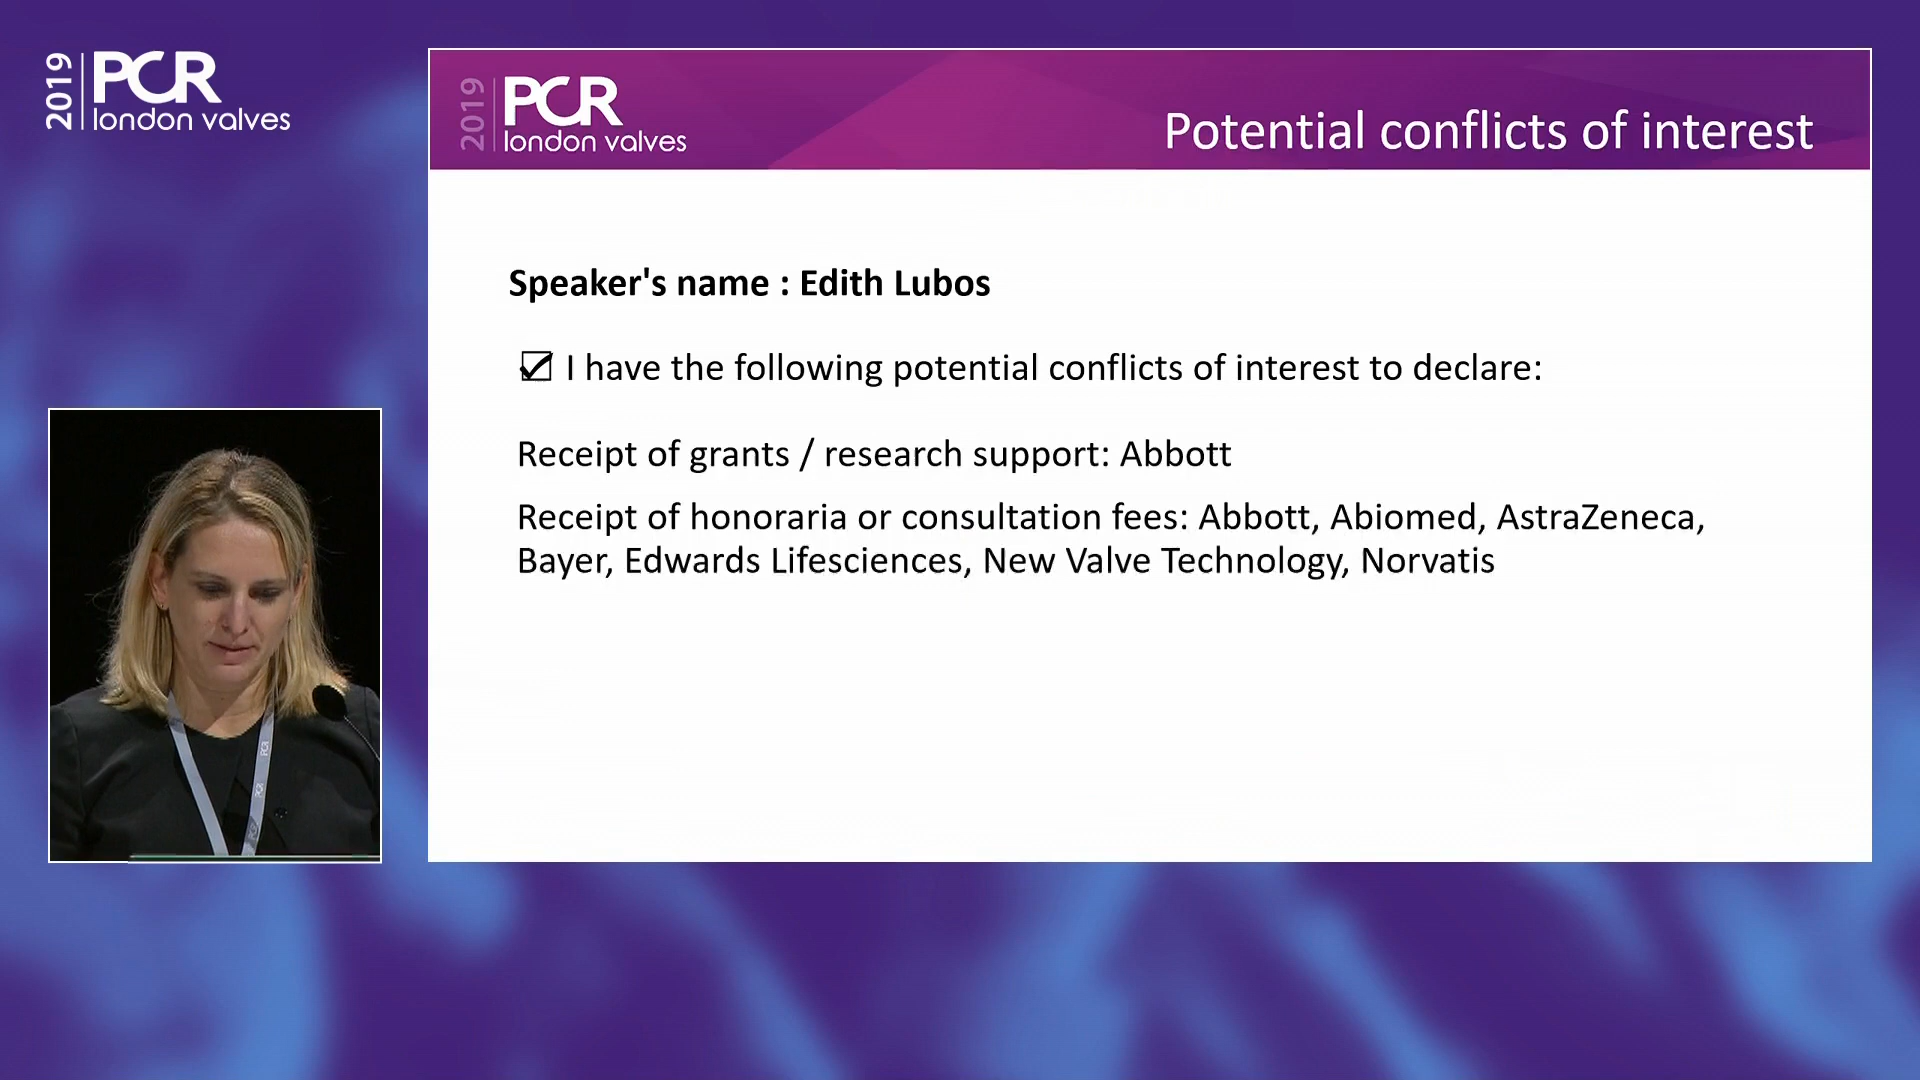 2019
PCR
london valves
2019
PCR
london valves
Potential conflicts of interest
Speaker's name : Edith Lubos
I have the following potential conflicts of interest to declare:
Receipt of grants / research support: Abbott
Receipt of honoraria or consultation fees: Abbott, Abiomed, AstraZeneca,
Bayer, Edwards Lifesciences, New Valve Technology, Norvatis
PCR
PCR